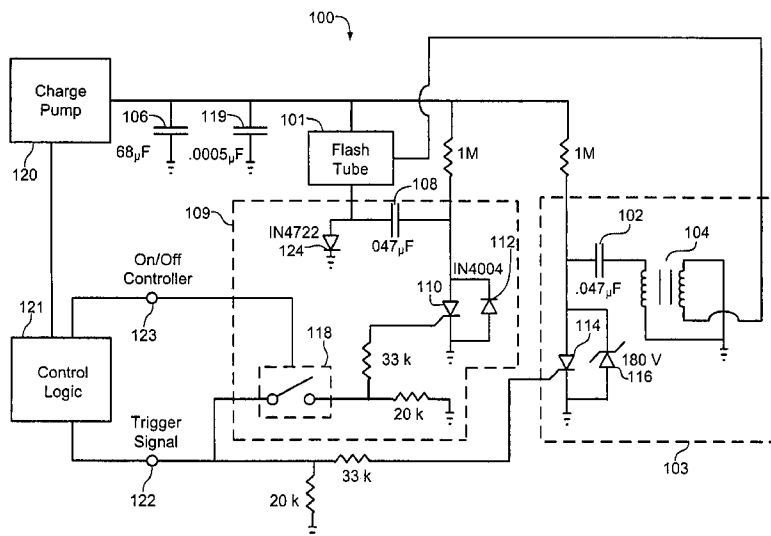 100
Charge
Pump
120
106
68µF
119
.0005µF
101
Flash
Tube
1M
1M
108
047µF
109
IN4722
124
IN4004
112
110
102
.047µF
104
114
180 V
116
103
On/Off
Controller
123
121
Control
Logic
118
33 k
20 k
Trigger
Signal
122
33 k
20 k